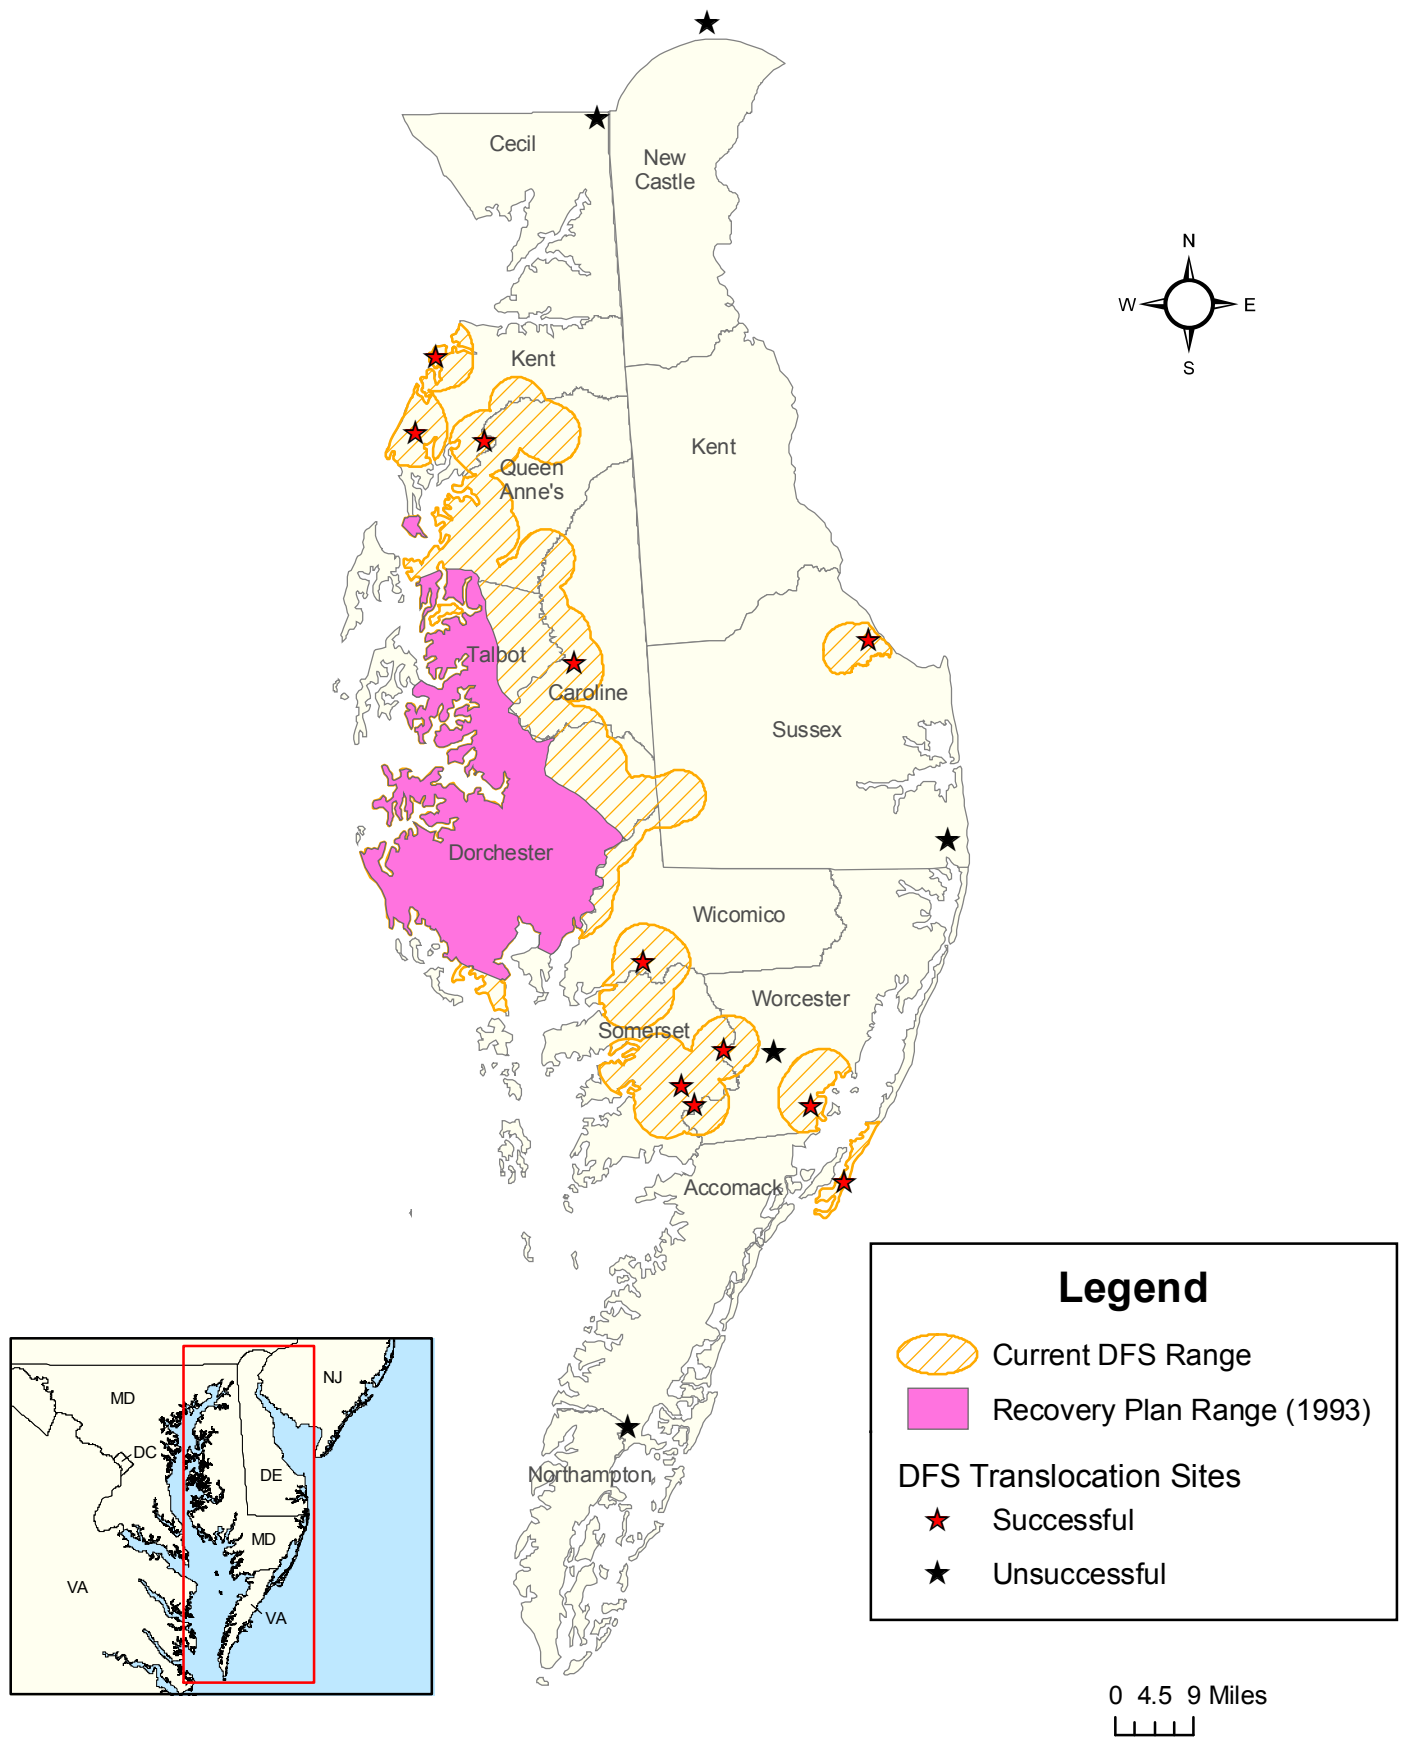 Cecil
New
Castle
N
W
E
S
Kent
Kent
Queen
Anne's
Talbot
Caroline
Sussex
Dorchester
Wicomico
Worcester
Somerset
Accomack
Northampton
Legend
Current DFS Range
Recovery Plan Range (1993)
DFS Translocation Sites
Successful
Unsuccessful
MD
NJ
DC
DE
MD
VA
VA
0 4.5 9 Miles